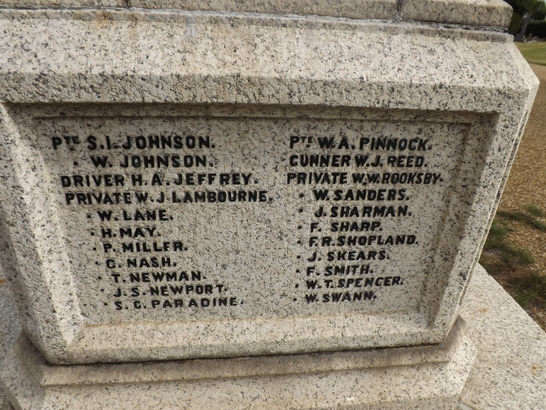 PTE S.L. JOHNSON.
" W. JOHNSON.
DRIVER H.A. JEFFREY.
PRIVATE W.J. LAMBOURNE.
" W. LANE.
" H. MAY.
" P. MILLER.
" G. NASH.
" T. NEWMAN.
" J.S. NEWPORT.
" S.G. PARADINE.
PTE W.A. PINNOCK.
GUNNER W.J. REED.
PRIVATE W.W. ROOKSBY.
" W. SANDERS.
" J. SHARMAN.
" F. SHARP.
" F.R. SHOPLAND.
" J. SKEARS.
" F. SMITH.
" W.T. SPENCER.
" W. SWANN.